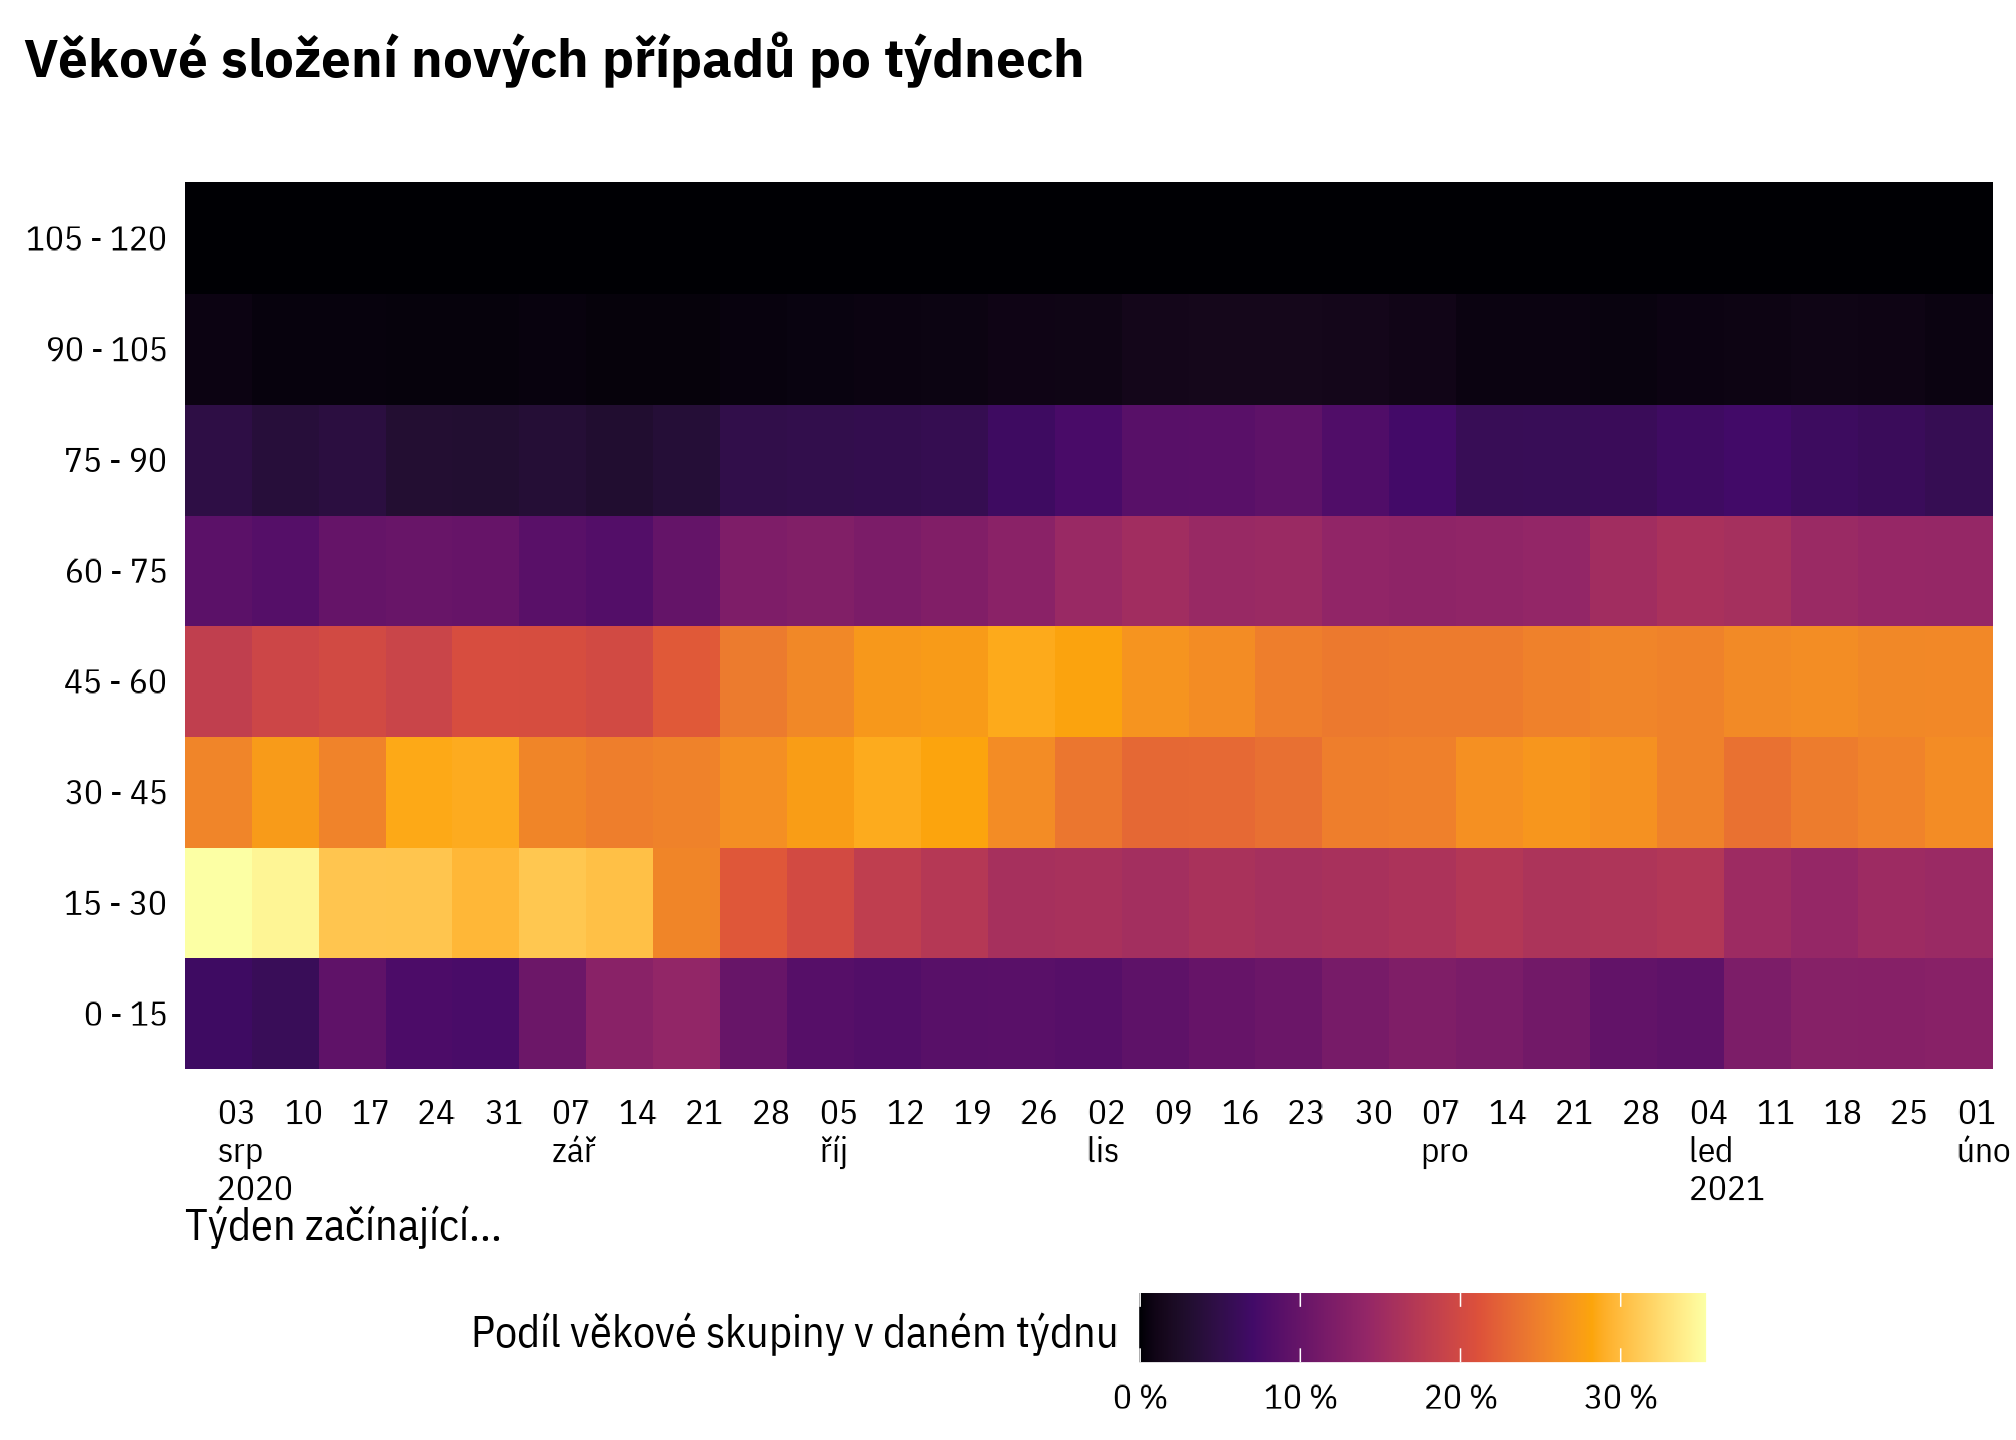 Věkové složení nových případů po týdnech
105 - 120
90 - 105
75 - 90
60 - 75
45 - 60
30 - 45
15 - 30
0 - 15
03 10 17 24 31 07 14 21 28 05 12 19 26 02 09 16 23 30 07 14 21 28 04 11 18 25 01
srp zář říj lis pro led úno
2020 2021
Týden začínající...
Podíl věkové skupiny v daném týdnu
0 % 10 % 20 % 30 %